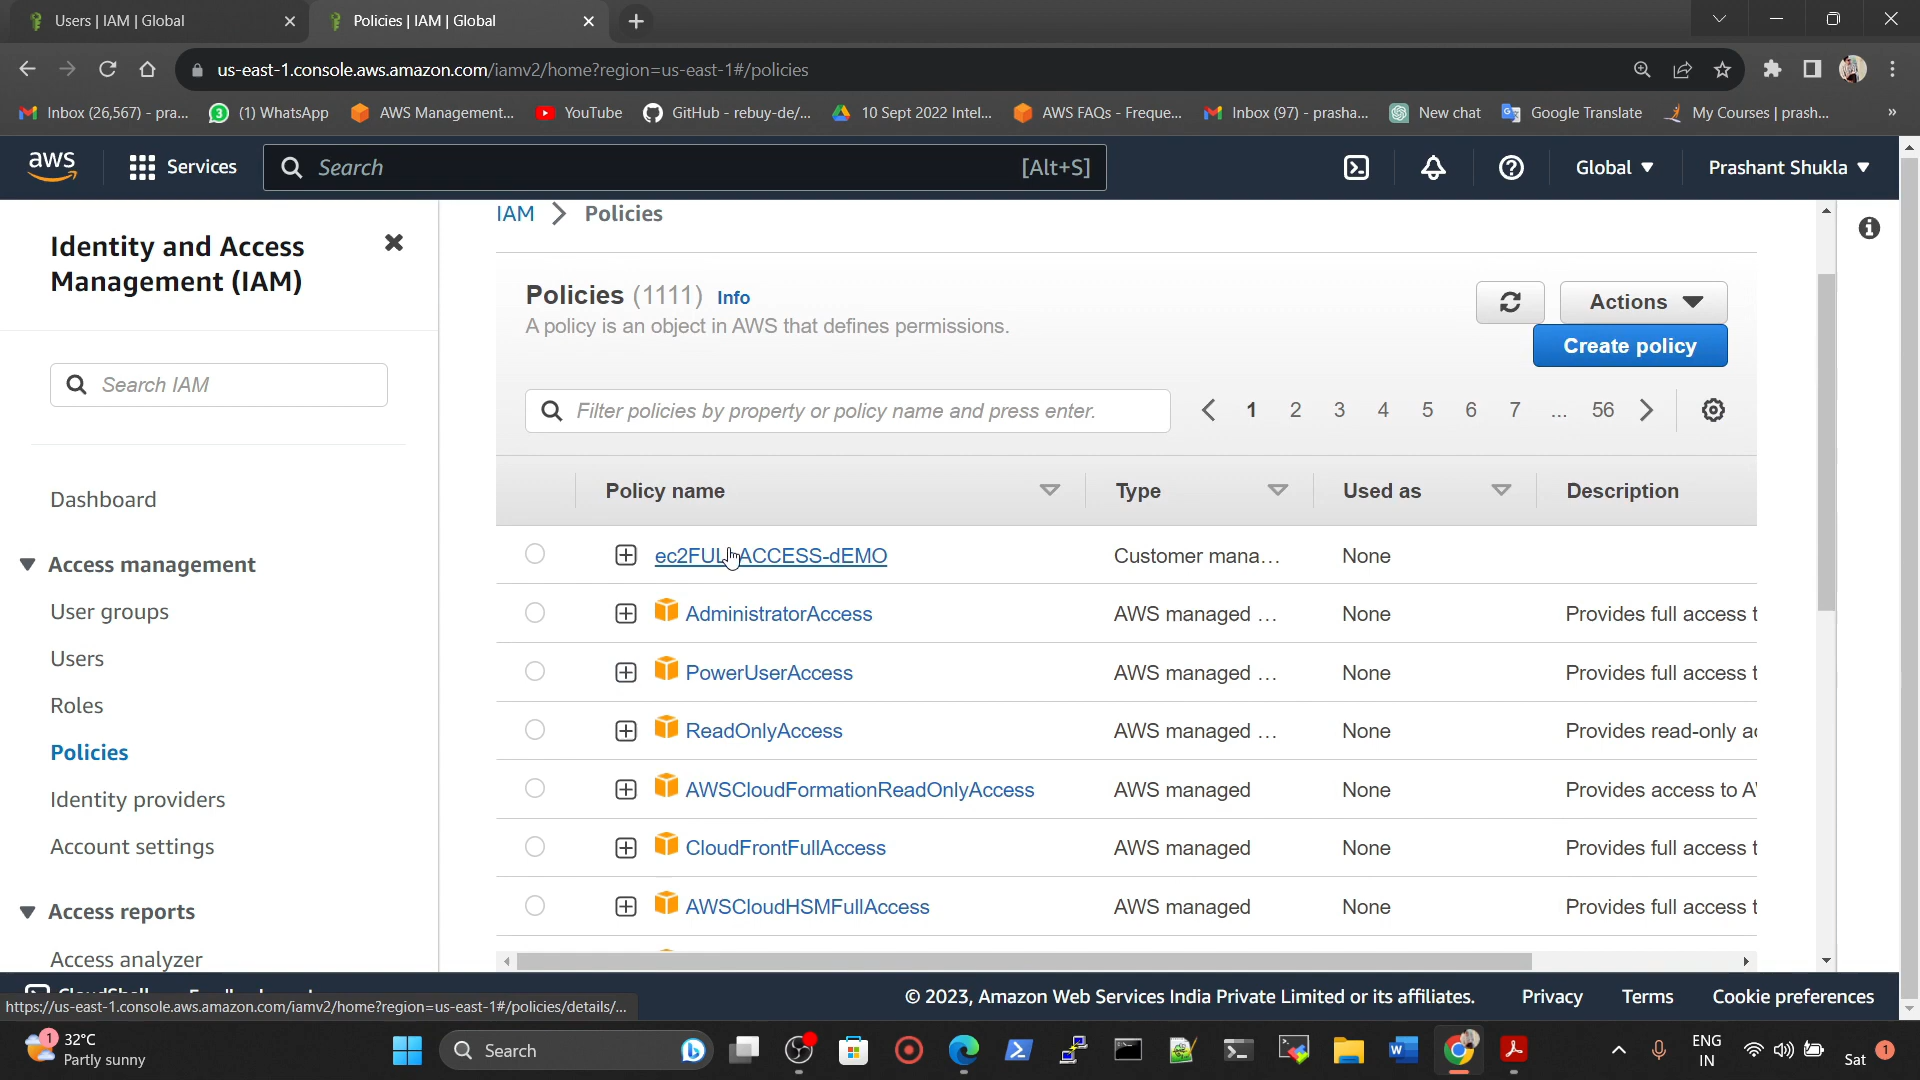 Users | IAM | Global
Policies | IAM | Global
us-east-1.console.aws.amazon.com/iamv2/home?region=us-east-1#/policies
Inbox (26,567) - pra...
3
(1) WhatsApp
AWS Management...
YouTube
GitHub - rebuy-de/...
10 Sept 2022 Intel...
AWS FAQs - Freque...
Inbox (97) - prasha...
New chat
Google Translate
My Courses | prash...
»
aws
Services
Search
[Alt+S]
Global
Prashant Shukla
Identity and Access
Management (IAM)
Search IAM
Dashboard
Access management
User groups
Users
Roles
Policies
Identity providers
Account settings
Access reports
Access analyzer
IAM > Policies
Policies (1111) Info
A policy is an object in AWS that defines permissions.
Actions
Create policy
Filter policies by property or policy name and press enter.
1 2 3 4 5 6 7 ... 56
Policy name Type Used as Description
ec2FULLACCESS-dEMO Customer mana... None
AdministratorAccess AWS managed ... None Provides full access t
PowerUserAccess AWS managed ... None Provides full access t
ReadOnlyAccess AWS managed ... None Provides read-only a
AWSCloudFormationReadOnlyAccess AWS managed None Provides access to A
CloudFrontFullAccess AWS managed None Provides full access t
AWSCloudHSMFullAccess AWS managed None Provides full access t
© 2023, Amazon Web Services India Private Limited or its affiliates. Privacy Terms Cookie preferences
https://us-east-1.console.aws.amazon.com/iamv2/home?region=us-east-1#/policies/details/...
1
32°C
Partly sunny
Search
ENG
IN
Sat
1